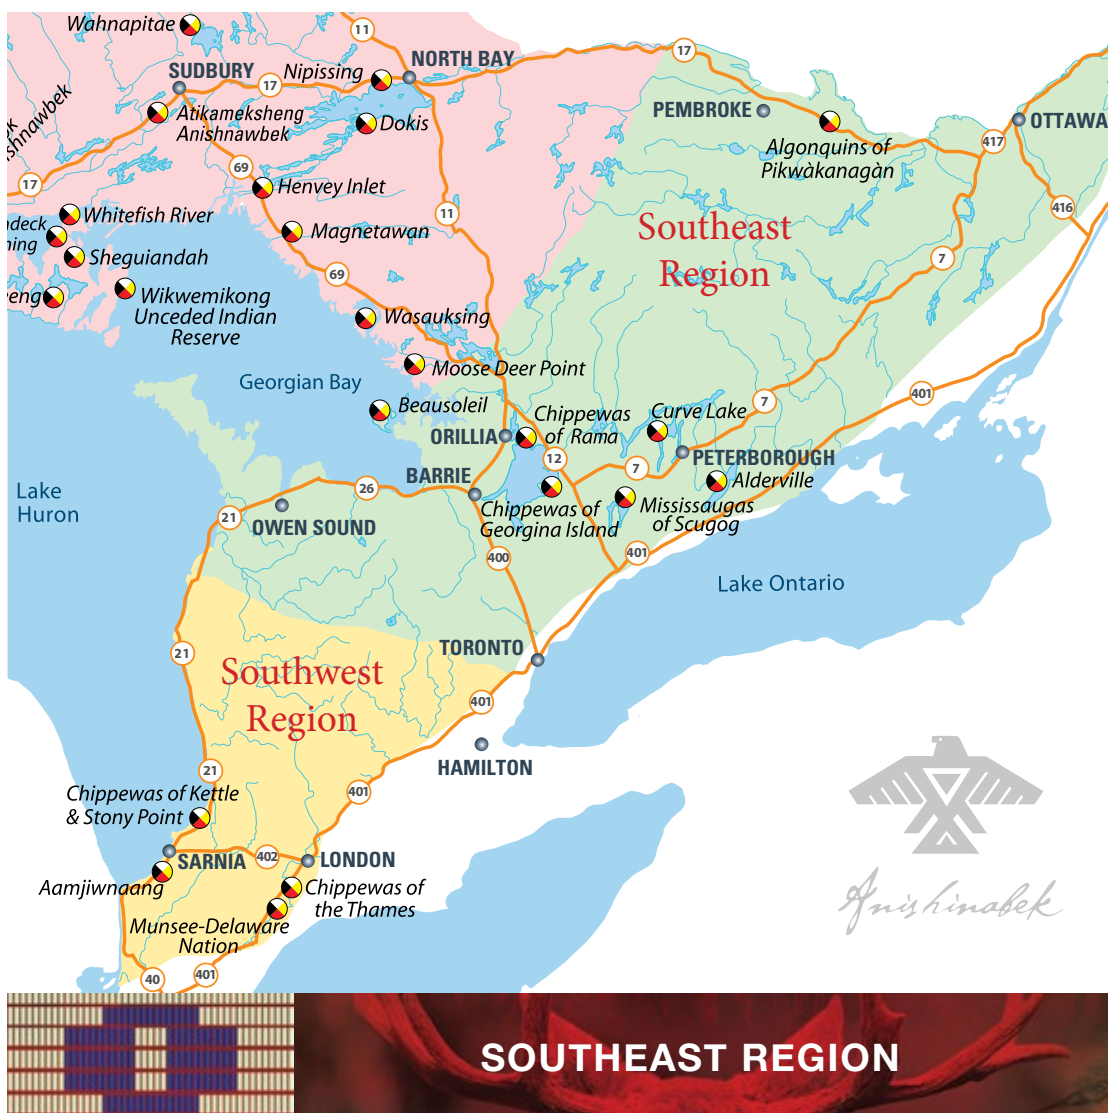 Wahnapitae
11
17
NORTH BAY
SUDBURY
Nipissing
17
PEMBROKE
OTTAWA
Atikameksheng
Anishnawbek
Dokis
417
Algonquins of
Pikwàkanagàn
69
17
Henvey Inlet
416
Whitefish River
11
Magnetawan
Southeast
Region
Sheguiandah
7
69
Wikwemikong
Unceded Indian
Reserve
Wasauksing
Moose Deer Point
Georgian Bay
401
Beausoleil
7
Chippewas
of Rama
Curve Lake
ORILLIA
12
PETERBOROUGH
7
BARRIE
Alderville
26
Lake
Huron
Chippewas of
Georgina Island
Mississaugas
of Scugog
21
OWEN SOUND
400
401
Lake Ontario
21
TORONTO
Southwest
Region
401
HAMILTON
21
Chippewas of Kettle
& Stony Point
401
SARNIA
402
LONDON
Aamjiwnaang
Chippewas of
the Thames
Munsee-Delaware
Nation
Anishinabek
40
401
SOUTHEAST REGION